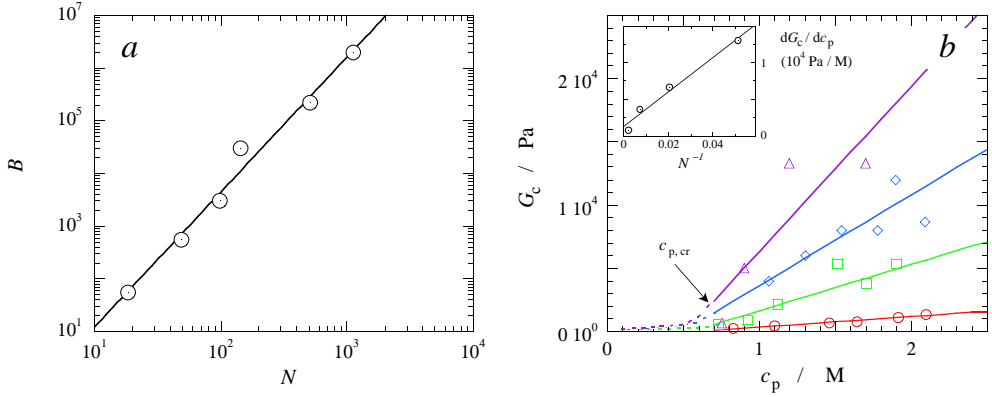 a
10^7
10^5
10^3
10^1
B
10^1
10^2
10^3
10^4
N
b
2 10^4
1 10^4
0 10^0
G_c / Pa
0
1
2
c_p / M
c_p,cr
dG_c / dc_p
(10^4 Pa / M)
1
0
0
0.02
0.04
N^-1